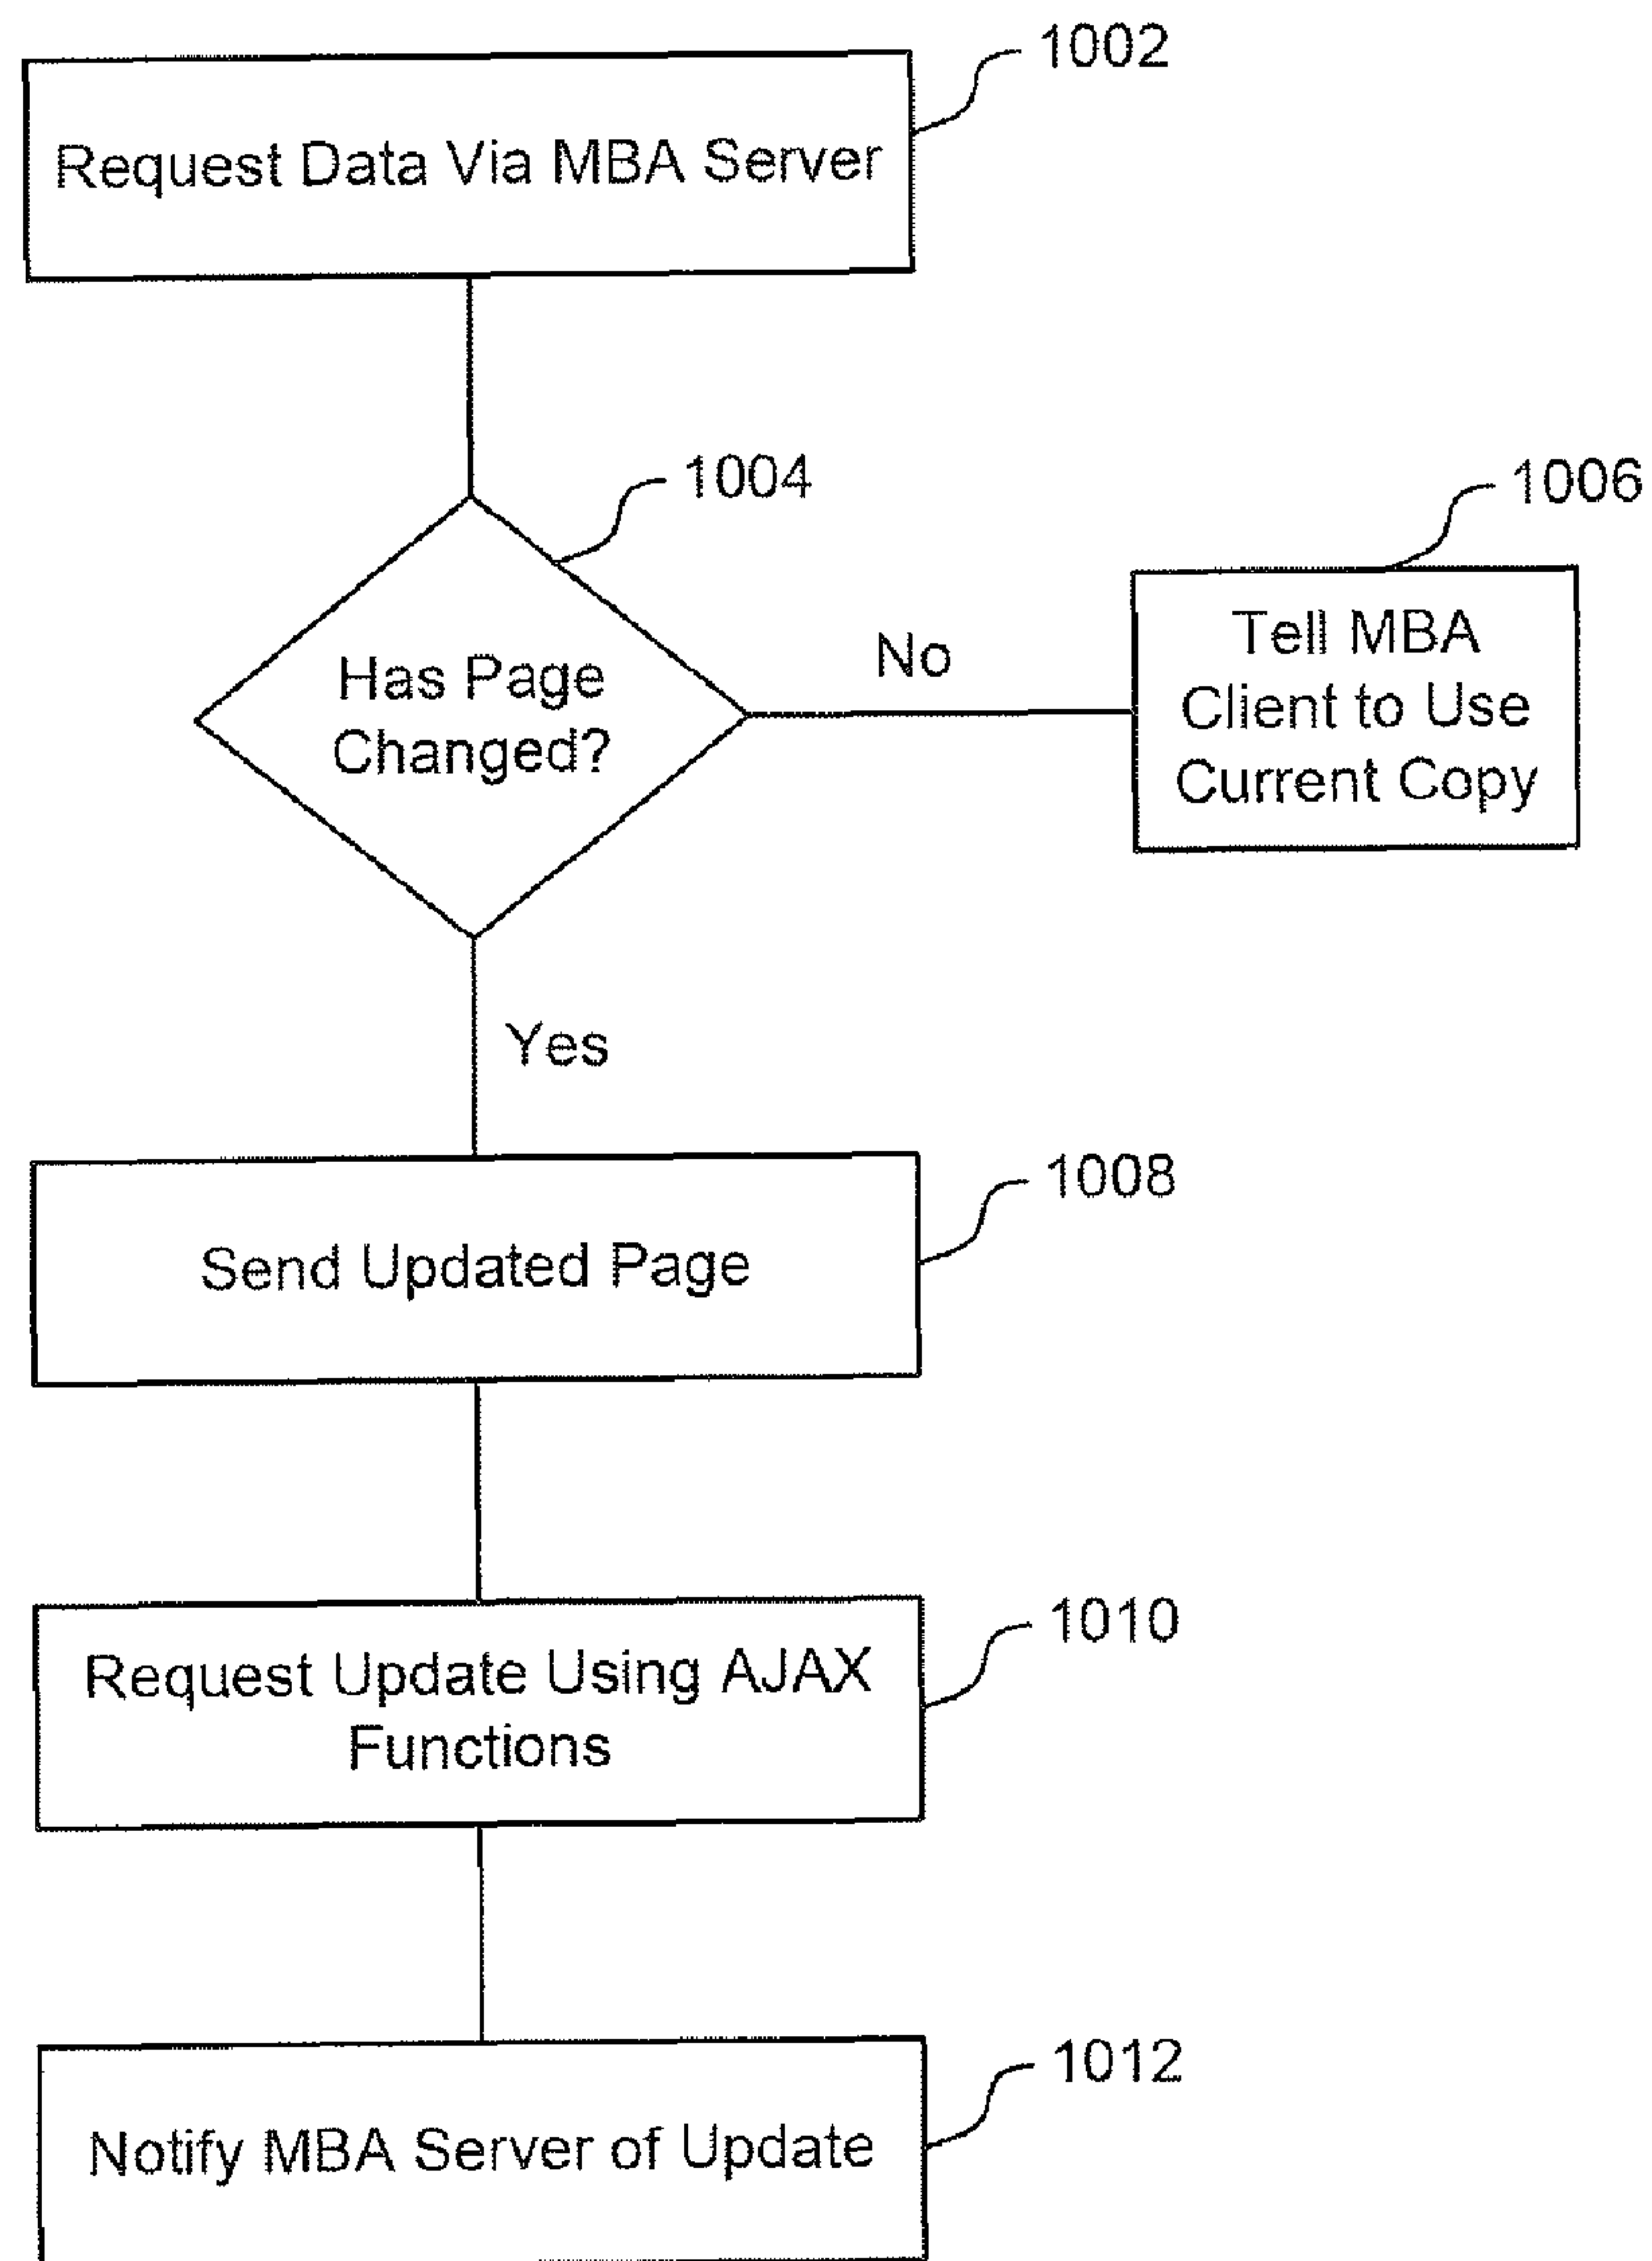 1002
Request Data Via MBA Server
1004
1006
Has Page
Changed?
No
Tell MBA
Client to Use
Current Copy
Yes
1008
Send Updated Page
1010
Request Update Using AJAX
Functions
1012
Notify MBA Server of Update